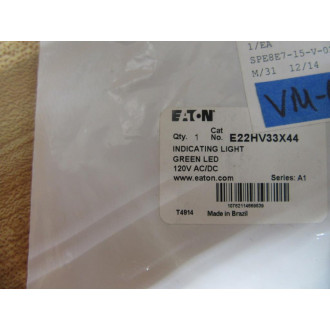 1/EA
SPE8E7-15-V-0
M/31 12/14
VM-
EATON
Qty. 1 Cat No. E22HV33X44
INDICATING LIGHT
GREEN LED
120V AC/DC
www.eaton.com Series: A1
T4914 Made in Brazil